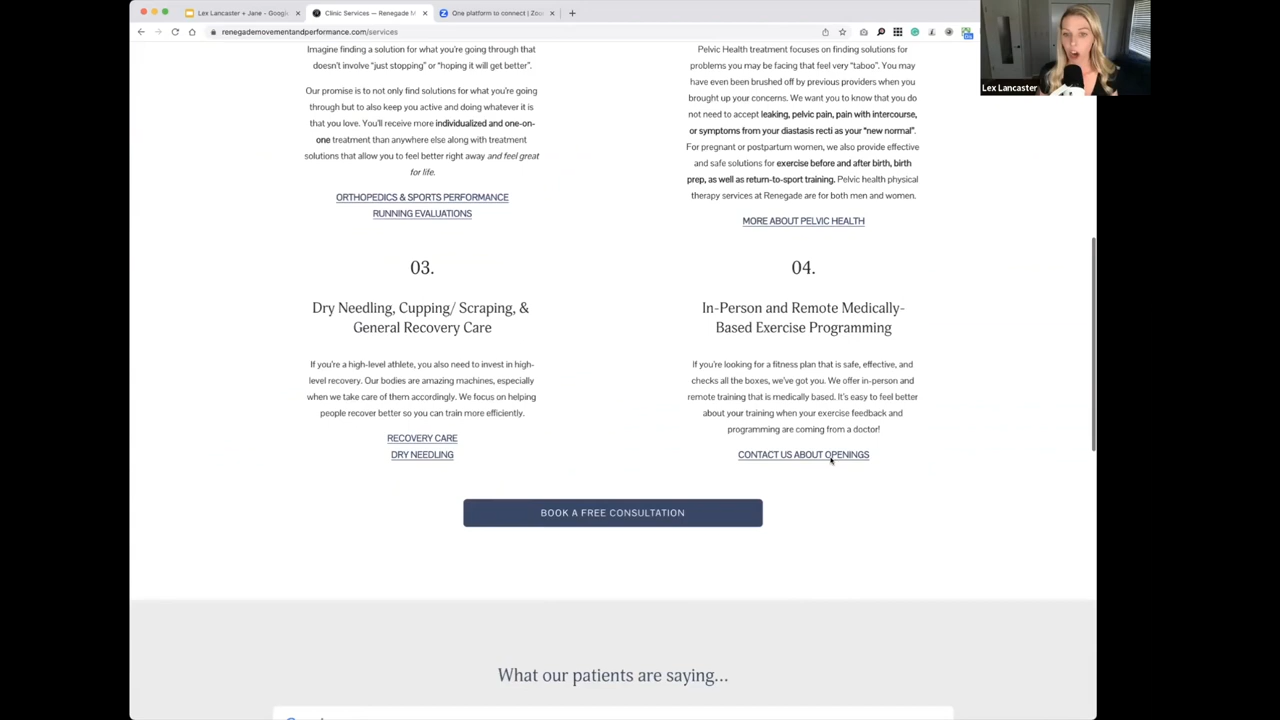 Lex Lancaster + Jane - Google
Clinic Services — Renegade M
One platform to connect | Zoo
renegademovementandperformance.com/services
Lex Lancaster
Imagine finding a solution for what you're going through that
doesn't involve “just stopping” or “hoping it will get better”.
Our promise is to not only find solutions for what you're going
through but to also keep you active and doing whatever it is
that you love. You'll receive more individualized and one-on-
one treatment than anywhere else along with treatment
solutions that allow you to feel better right away and feel great
for life.
ORTHOPEDICS & SPORTS PERFORMANCE
RUNNING EVALUATIONS
Pelvic Health treatment focuses on finding solutions for
problems you may be facing that feel very “taboo”. You may
have even been brushed off by previous providers when you
brought up your concerns. We want you to know that you do
not need to accept leaking, pelvic pain, pain with intercourse,
or symptoms from your diastasis recti as your “new normal”.
For pregnant or postpartum women, we also provide effective
and safe solutions for exercise before and after birth, birth
prep, as well as return-to-sport training. Pelvic health physical
therapy services at Renegade are for both men and women.
MORE ABOUT PELVIC HEALTH
03.
Dry Needling, Cupping/ Scraping, &
General Recovery Care
If you're a high-level athlete, you also need to invest in high-
level recovery. Our bodies are amazing machines, especially
when we take care of them accordingly. We focus on helping
people recover better so you can train more efficiently.
RECOVERY CARE
DRY NEEDLING
04.
In-Person and Remote Medically-
Based Exercise Programming
If you're looking for a fitness plan that is safe, effective, and
checks all the boxes, we've got you. We offer in-person and
remote training that is medically based. It's easy to feel better
about your training when your exercise feedback and
programming are coming from a doctor!
CONTACT US ABOUT OPENINGS
BOOK A FREE CONSULTATION
What our patients are saying...